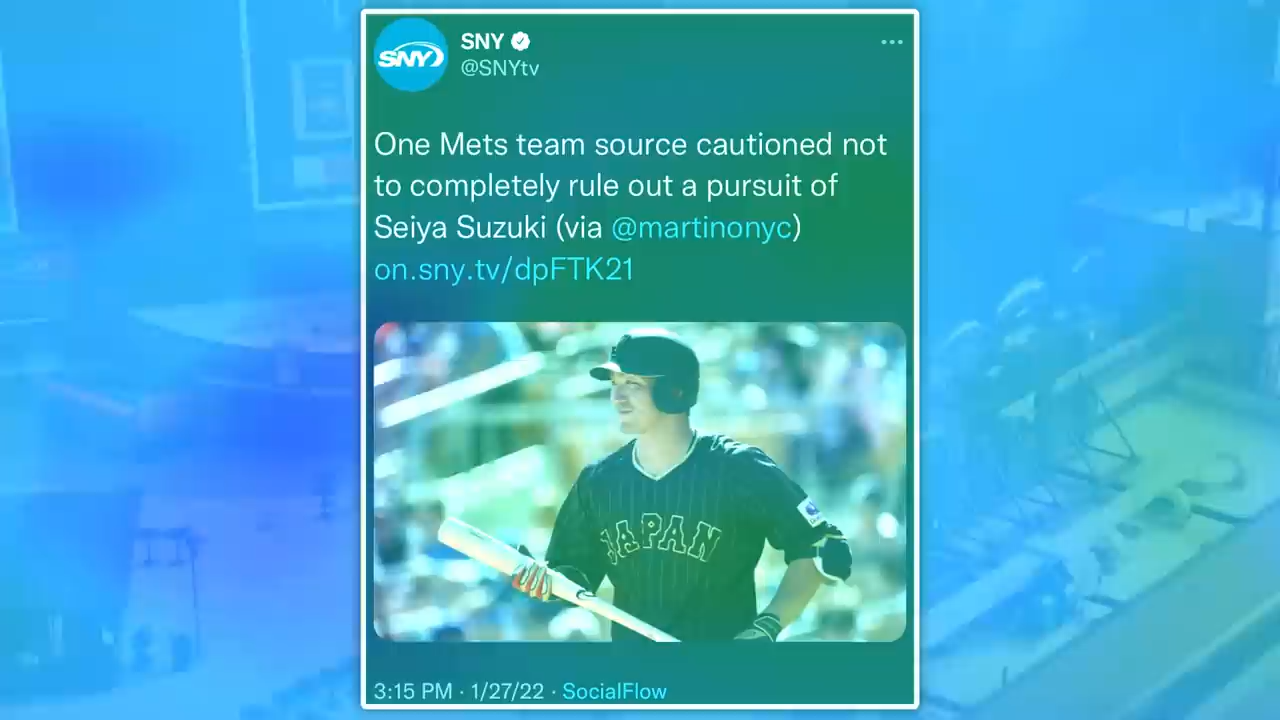 SNY
SNY
@SNYtv
One Mets team source cautioned not
to completely rule out a pursuit of
Seiya Suzuki (via @martinonyc)
on.sny.tv/dpFTK21
JAPAN
3:15 PM · 1/27/22 · SocialFlow